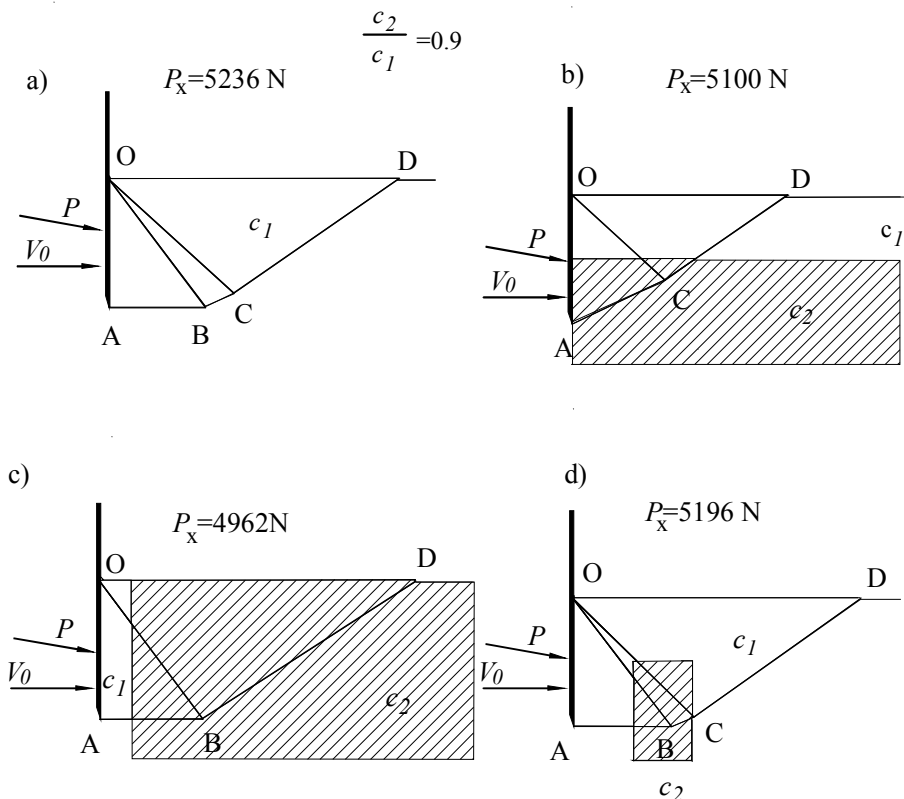 c2/c1 =0.9
a)
Px=5236 N
O
D
P
c1
V0
A
B
C
b)
Px=5100 N
O
D
c1
P
V0
C
c2
A
c)
Px=4962N
O
D
P
V0
c1
c2
A
B
d)
Px=5196 N
O
D
P
c1
V0
A
B
C
c2